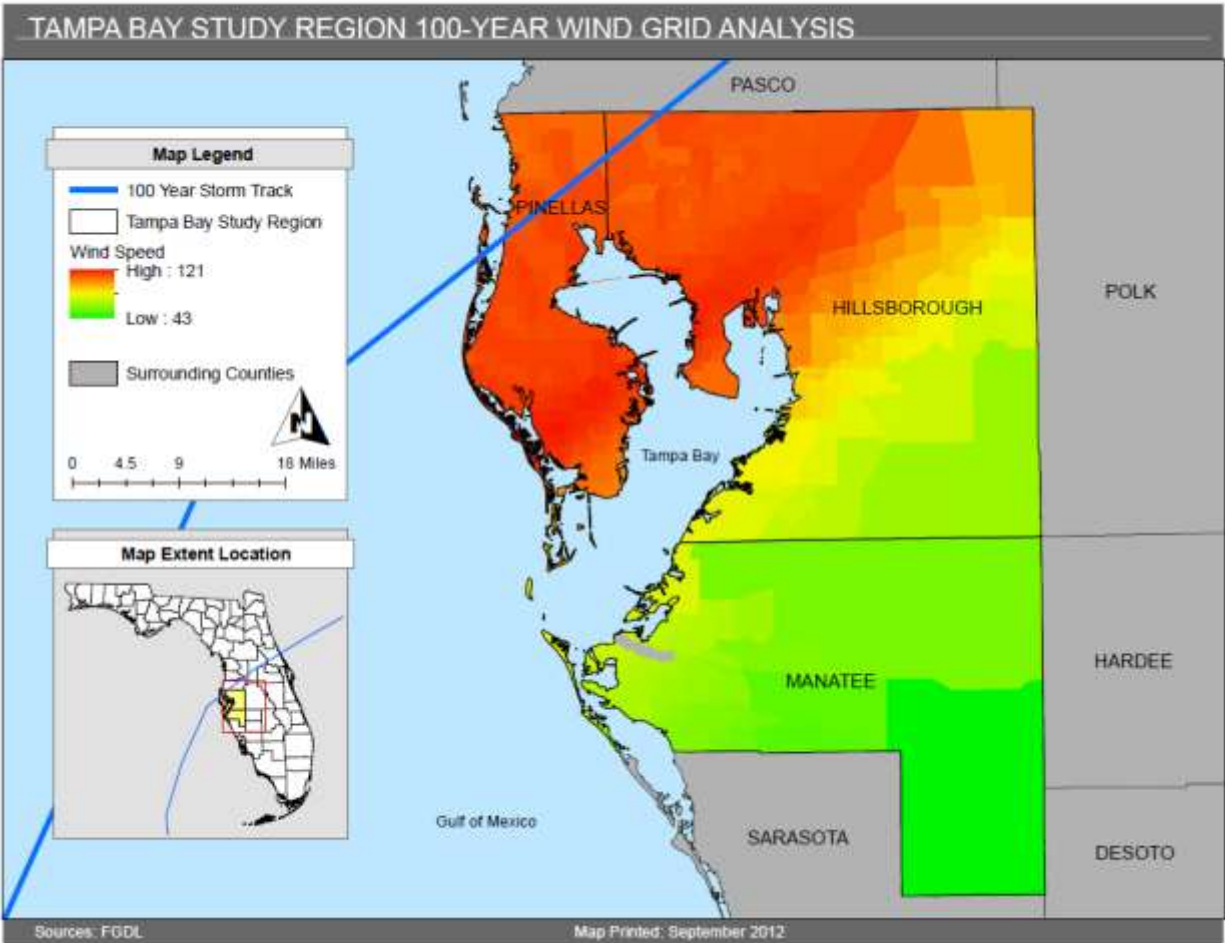 TAMPA BAY STUDY REGION 100-YEAR WIND GRID ANALYSIS
PASCO
Map Legend
100 Year Storm Track
Tampa Bay Study Region
Wind Speed
High : 121
Low : 43
Surrounding Counties
N
0 4.5 9 18 Miles
PINELLAS
HILLSBOROUGH
POLK
Tampa Bay
Map Extent Location
MANATEE
HARDEE
Gulf of Mexico
SARASOTA
DESOTO
Sources: FGDL
Map Printed: September 2012